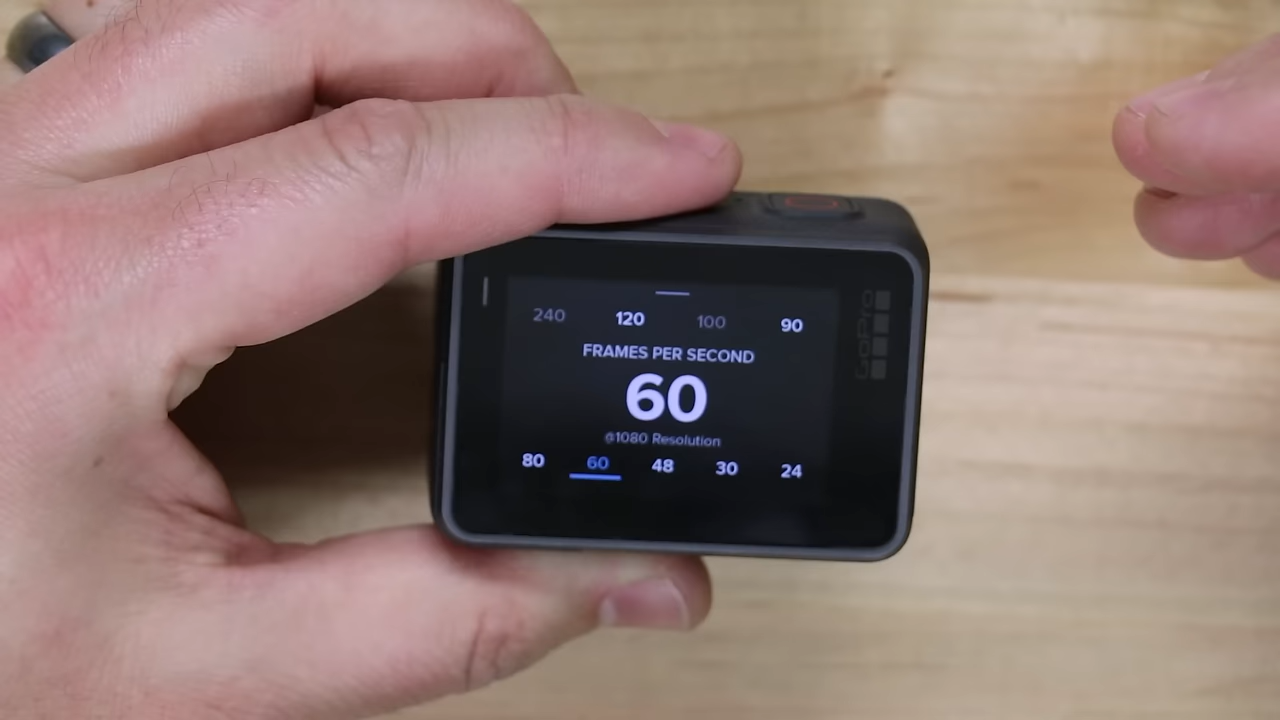 240 120 100 90
FRAMES PER SECOND
60
@1080 Resolution
80 60 48 30 24
GoPro